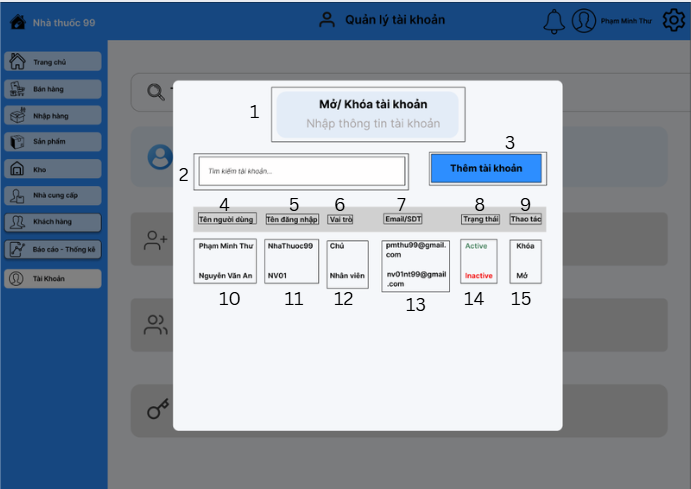 Nhà thuốc 99
Quản lý tài khoản
Phạm Minh Thư
Trang chủ
Bán hàng
Nhập hàng
Sản phẩm
Kho
Nhà cung cấp
Khách hàng
Báo cáo - Thống kê
Tài Khoản
1
Mở/ Khóa tài khoản
Nhập thông tin tài khoản
2
Tìm kiếm tài khoản...
3
Thêm tài khoản
4 5 6 7 8 9
Tên người dùng Tên đăng nhập Vai trò Email/SDT Trạng thái Thao tác
Phạm Minh Thư NhaThuoc99 Chủ pmthu99@gmail. Active Khóa
com
Nguyễn Văn An NV01 Nhân viên nv01nt99@gmail Inactive Mở
.com
10 11 12 13 14 15